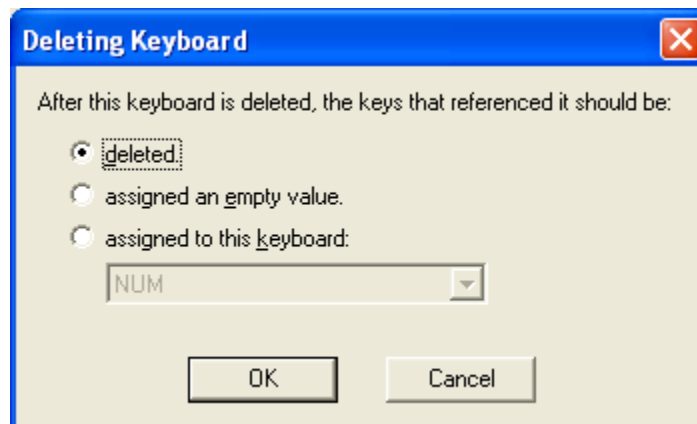 Deleting Keyboard
After this keyboard is deleted, the keys that referenced it should be:
deleted.
assigned an empty value.
assigned to this keyboard:
NUM
OK Cancel